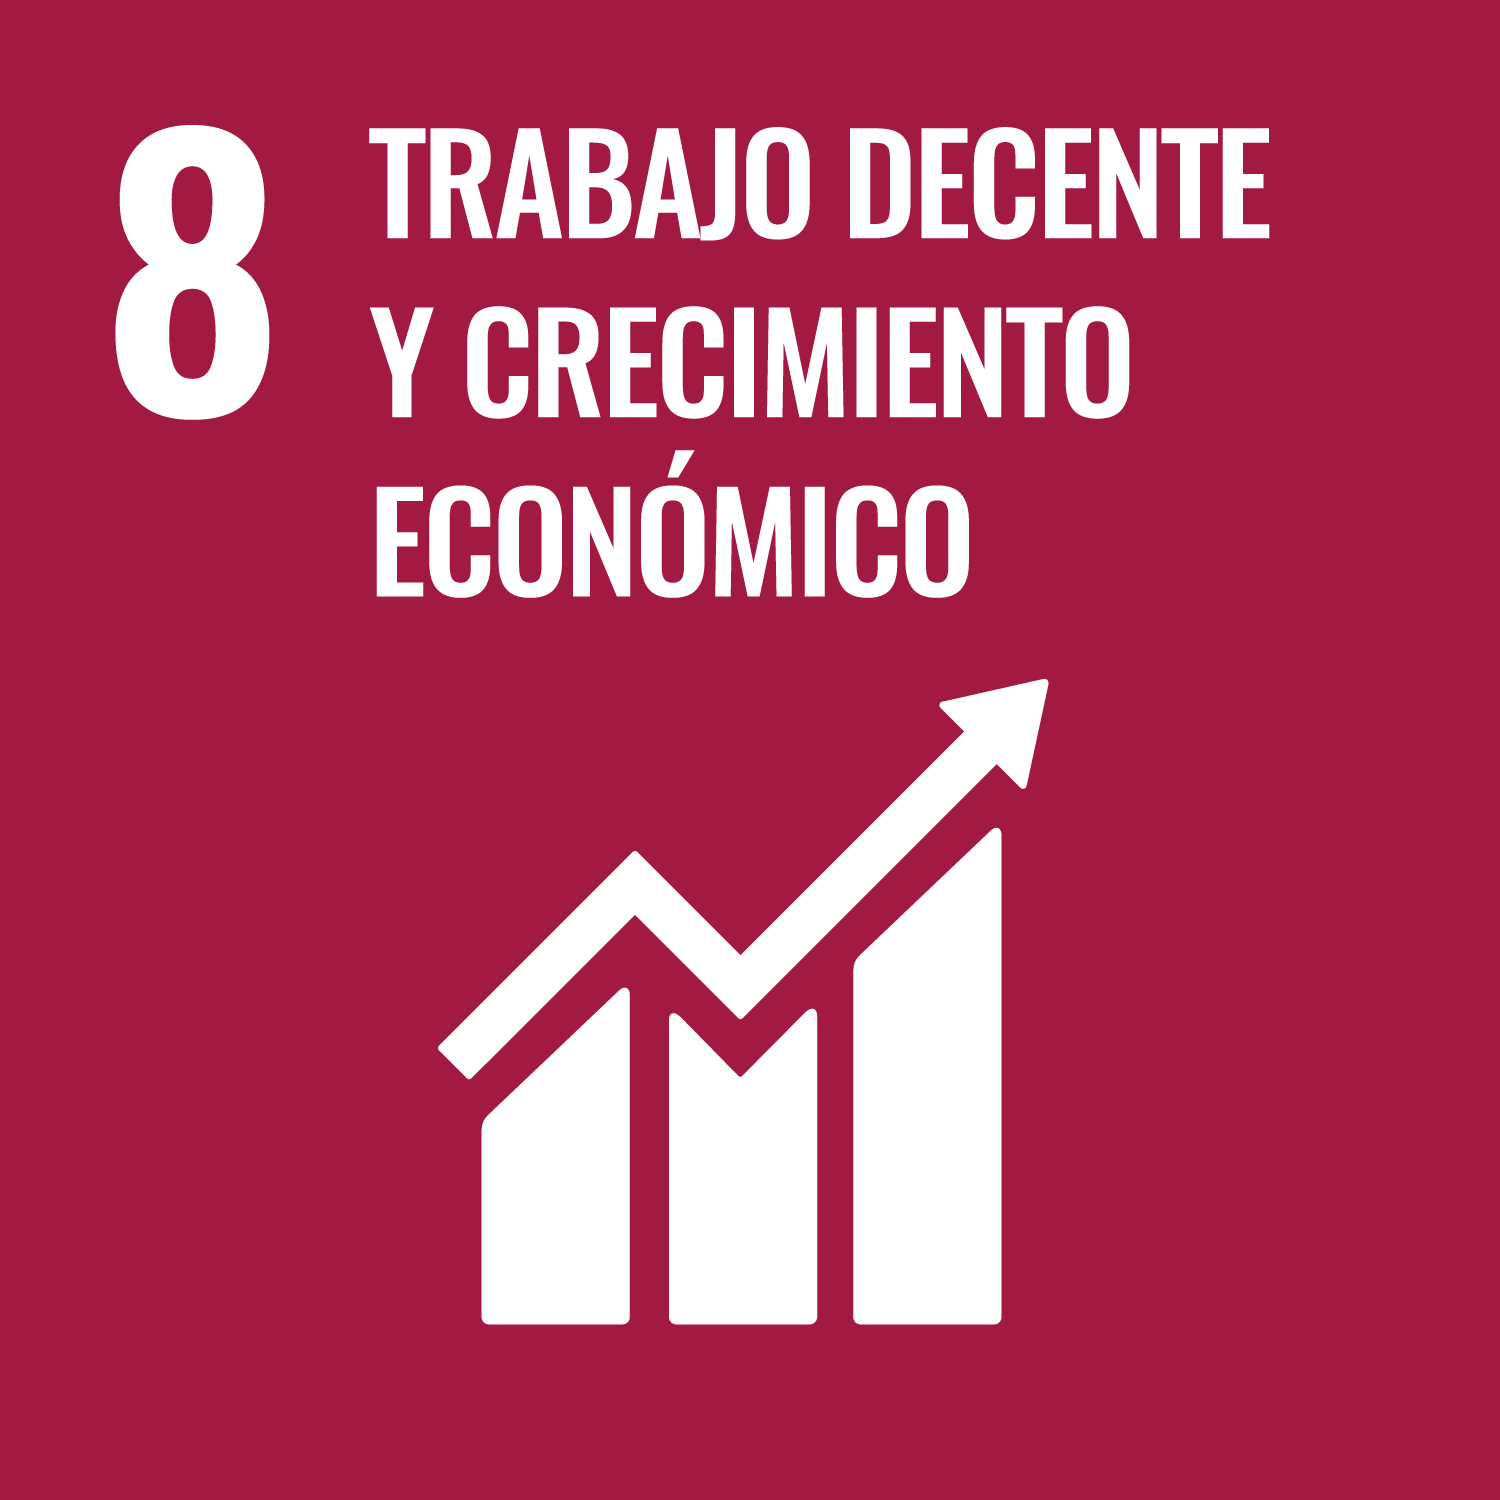 8
TRABAJO DECENTE
Y CRECIMIENTO
ECONÓMICO